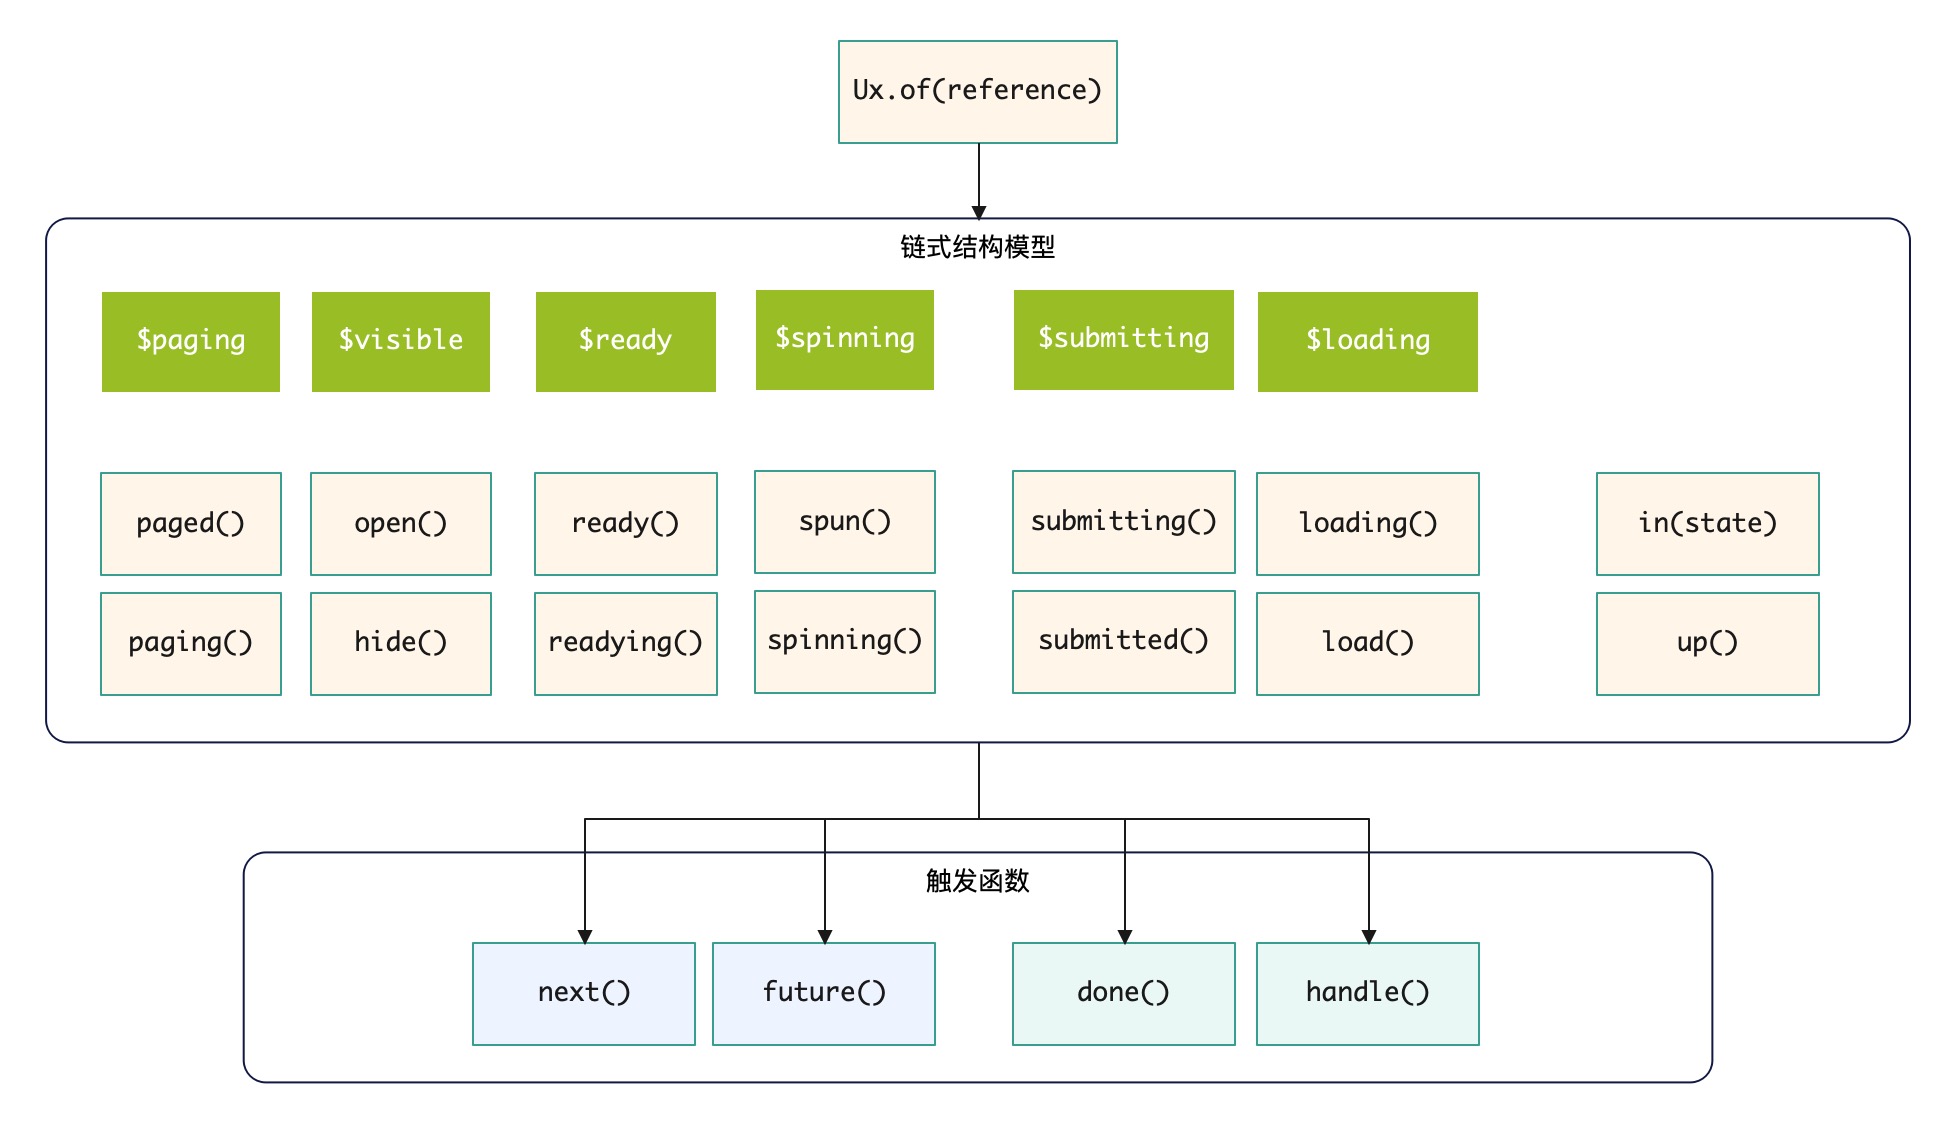 Ux.of(reference)
链式结构模型
$paging
$visible
$ready
$spinning
$submitting
$loading
paged()
open()
ready()
spun()
submitting()
loading()
in(state)
paging()
hide()
readying()
spinning()
submitted()
load()
up()
触发函数
next()
future()
done()
handle()